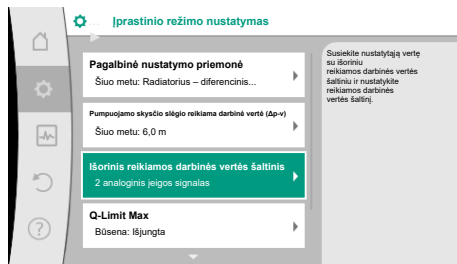 Įprastinio režimo nustatymas
Pagalbinė nustatymo priemonė
Šiuo metu: Radiatorius – diferencinis...
Pumpuojamo skysčio slėgio reikiama darbinė vertė (Δp-v)
Šiuo metu: 6,0 m
Išorinis reikiamos darbinės vertės šaltinis
2 analoginis įeigos signalas
Q-Limit Max
Būsena: Išjungta
Susiekite nustatytąją vertę
su išoriniu
reikiamos darbinės vertės
šaltiniu ir nustatykite
reikiamos darbinės
vertės šaltinį.